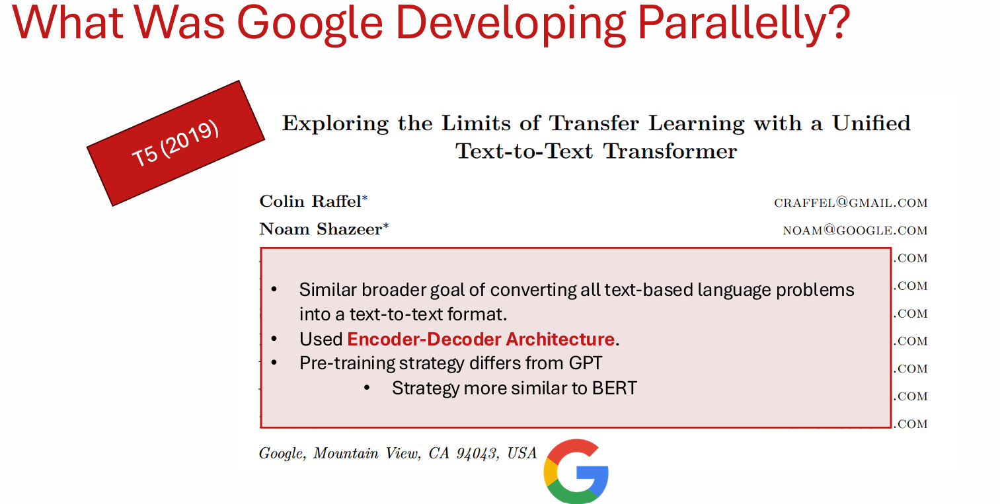 What Was Google Developing Parallelly?
T5 (2019)
Exploring the Limits of Transfer Learning with a Unified
Text-to-Text Transformer
Colin Raffel* CRAFFEL@GMAIL.COM
Noam Shazeer* NOAM@GOOGLE.COM
.COM
• Similar broader goal of converting all text-based language problems
.COM
into a text-to-text format.
.COM
• Used Encoder-Decoder Architecture.
.COM
• Pre-training strategy differs from GPT
.COM
• Strategy more similar to BERT
.COM
.COM
Google, Mountain View, CA 94043, USA